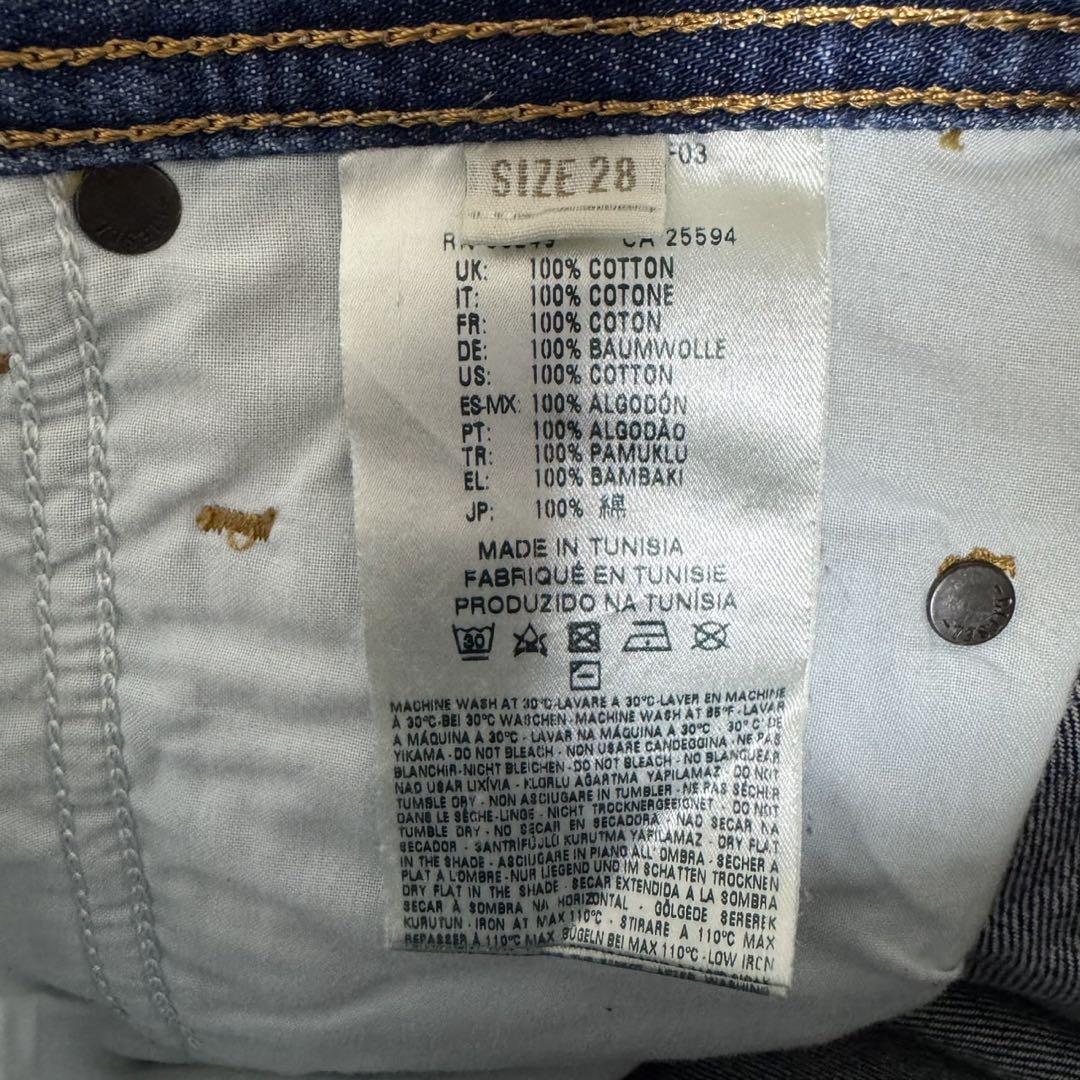 F03
SIZE 28
CA 25594
UK: 100% COTTON
IT: 100% COTONE
FR: 100% COTON
DE: 100% BAUMWOLLE
US: 100% COTTON
ES-MX: 100% ALGODÓN
PT: 100% ALGODÃO
TR: 100% PAMUKLU
EL: 100% BAMBAKI
JP: 100% 綿
MADE IN TUNISIA
FABRIQUÉ EN TUNISIE
PRODUZIDO NA TUNÍSIA
30
MACHINE WASH AT 30°C-LAVARE A 30°C-LAVER EN MACHINE
À 30°C-BEI 30°C WASCHEN-MACHINE WASH AT 85°F-LAVAR
A MÁQUINA A 30°C - LAVAR NA MÁQUINA A 30°C - 30°C'DE
YIKAMA - DO NOT BLEACH - NON USARE CANDEGGINA - NE PAS
BLANCHIR-NICHT BLEICHEN-DO NOT BLEACH - NO BLANQUEAR
NAO USAR LIXÍVIA - KLORLU AĞARTMA YAPILAMAZ DO NOT
TUMBLE DRY - NON ASCIUGARE IN TUMBLER - NE PAS SÉCHER
DANS LE SÈCHE-LINGE - NICHT TROCKNERGEEIGNET - DO NOT
TUMBLE DRY - NO SECAR EN SECADORA - NAO SECAR NA
SECADOR - SANTRİFÜJLÜ KURUTMA YAPILAMAZ - DRY FLAT
IN THE SHADE - ASCIUGARE IN PIANO ALL'OMBRA - SÉCHER A
PLAT A L'OMBRE-NUR LIEGEND UND IM SCHATTEN TROCKNEN
DRY FLAT IN THE SHADE - SECAR EXTENDIDA A LA SOMBRA
SECAR À SOMBRA NA HORIZONTAL - GÖLGEDE SEREREK
KURUTUN - IRON AT MAX 110°C - STIRARE A 110°C MAX
REPASSER À 110°C MAX BÜGELN BEI MAX 110°C - LOW IRON
AFTER WASHING